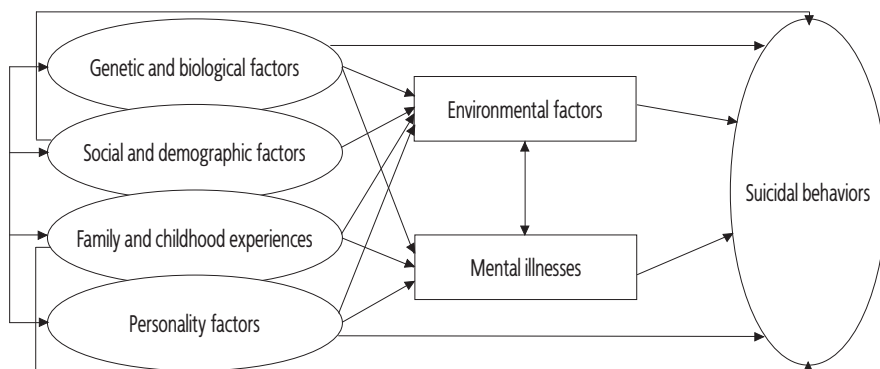 Genetic and biological factors
Social and demographic factors
Family and childhood experiences
Personality factors
Environmental factors
Mental illnesses
Suicidal behaviors